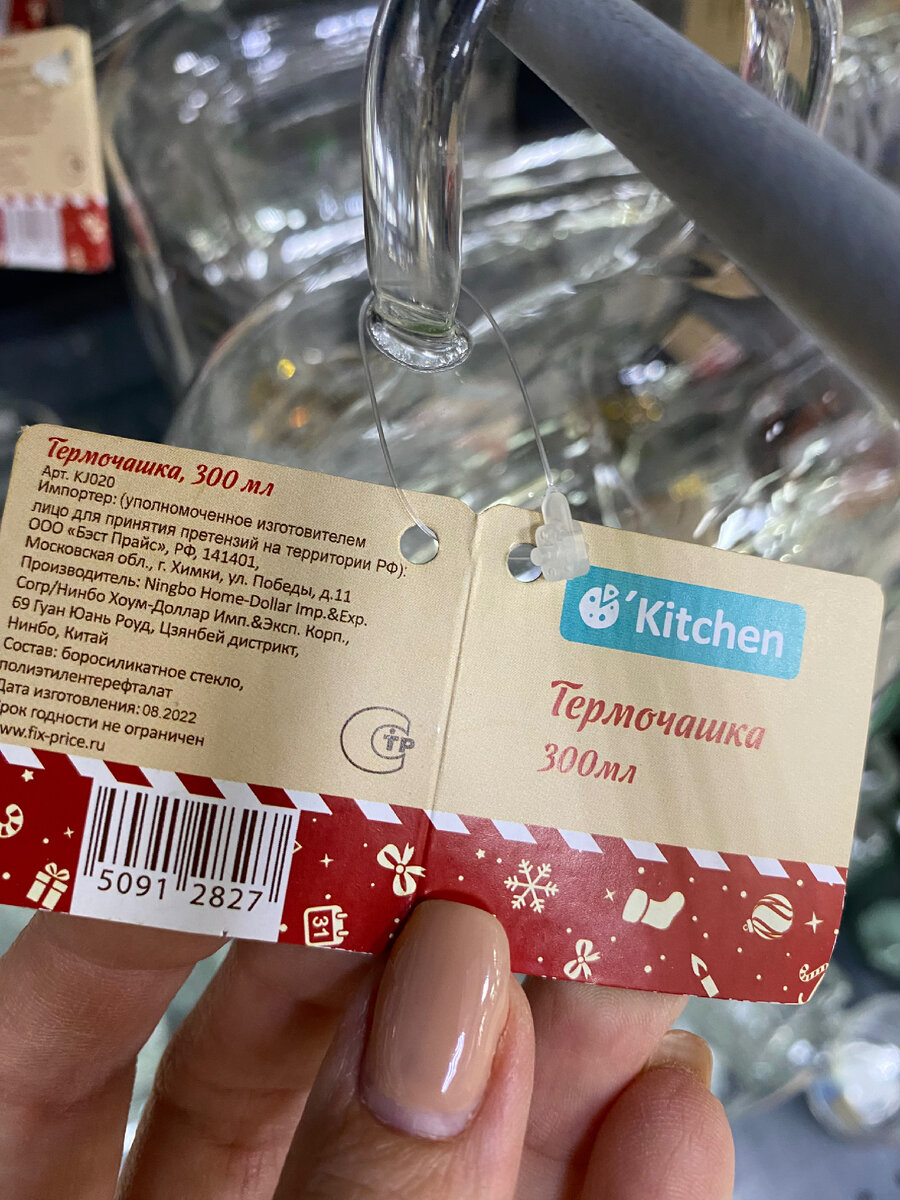 Термочашка, 300 мл
Арт. KJ020
Импортер: (уполномоченное изготовителем
лицо для принятия претензий на территории РФ):
ООО «Бэст Прайс», РФ, 141401,
Московская обл., г. Химки, ул. Победы, д.11
Производитель: Ningbo Home-Dollar Imp.&Exp.
Corp/Нинбо Хоум-Доллар Имп.&Эксп. Корп.,
69 Гуан Юань Роуд, Цзянбей дистрикт,
Нинбо, Китай
Состав: боросиликатное стекло,
полиэтилентерефталат
Дата изготовления: 08.2022
рок годности не ограничен
ww.fix-price.ru
СТР
5091 2827
31
'Kitchen
Термочашка
300мл